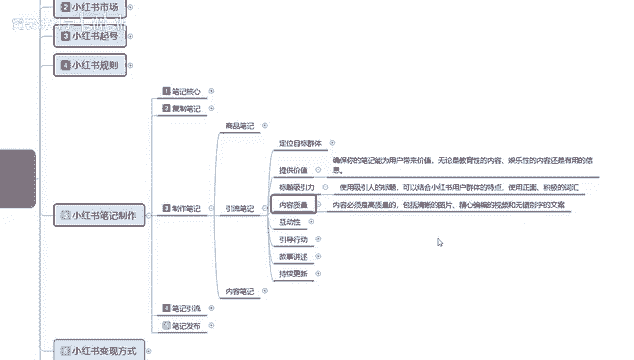 2 小红书市场
3 小红书起号
4 小红书规则
1 笔记核心
2 复制笔记
商品笔记
定位目标群体
确保你的笔记能为用户带来价值，无论是教育性的内容、娱乐性的内容还是有用的信
息。
提供价值
标题吸引力
使用吸引人的标题，可以结合小红书用户群体的特点，使用正面、积极的词汇
3 制作笔记
引流笔记
内容质量
内容必须是高质量的，包括清晰的图片、精心编辑的视频和无错别字的文案
小红书笔记制作
互动性
引导行动
故事讲述
持续更新
内容笔记
4 笔记引流
笔记发布
小红书变现方式